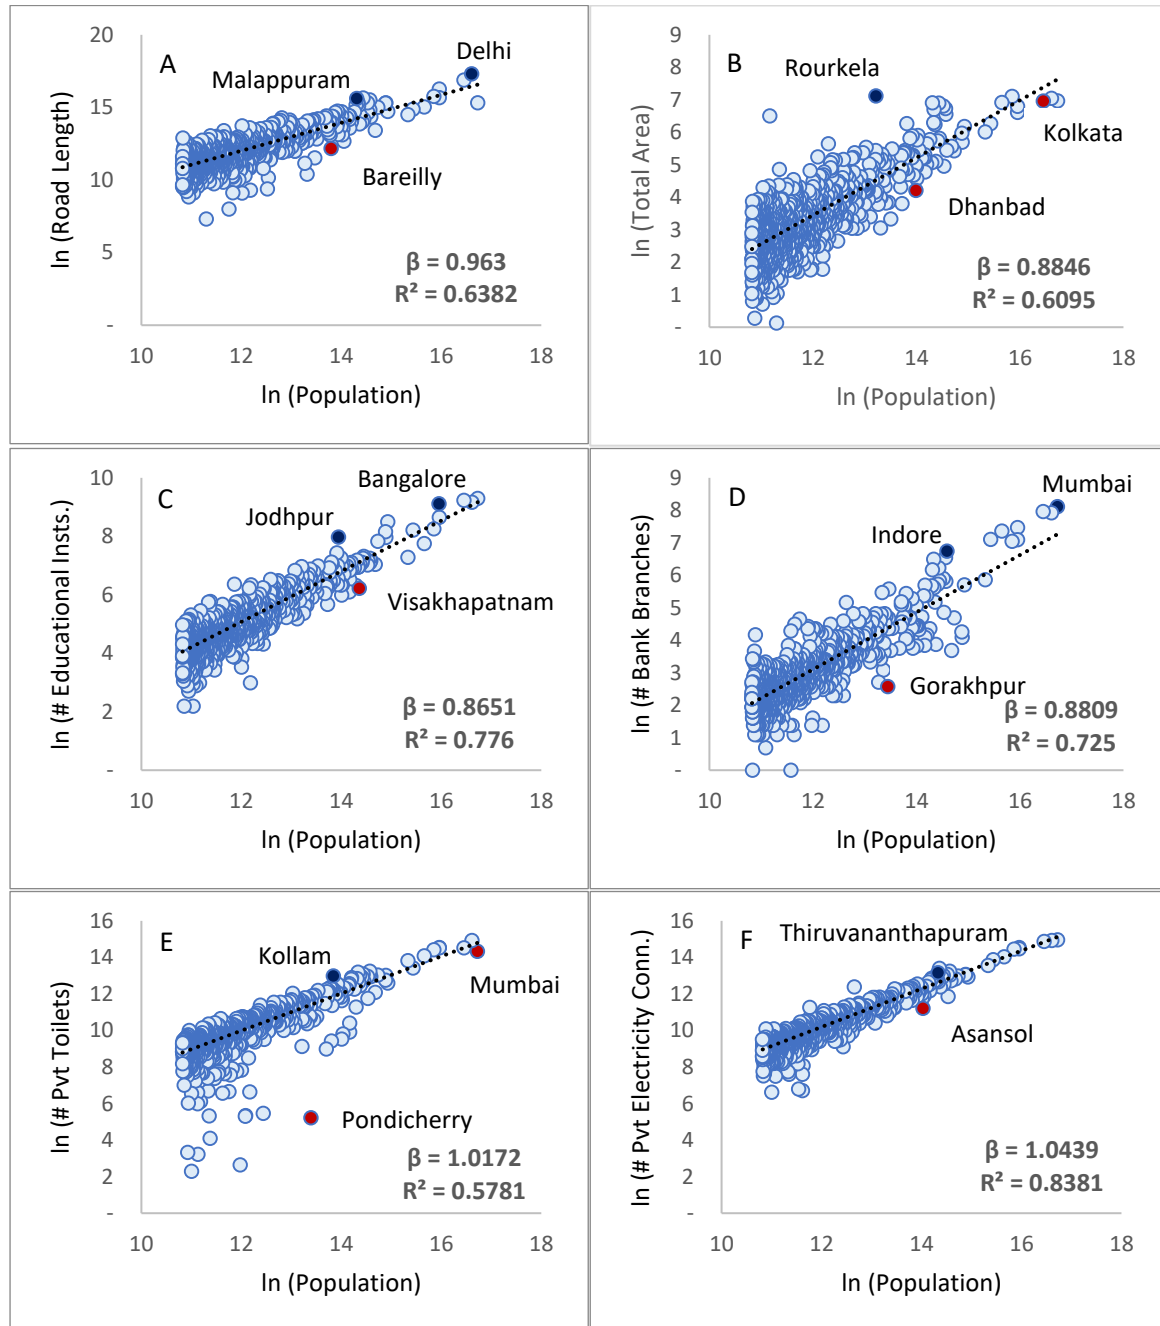 A
Delhi
Malappuram
Bareilly
β = 0.963
R² = 0.6382
20
15
10
5
-
10 12 14 16 18
ln (Road Length)
ln (Population)
B
Rourkela
Kolkata
Dhanbad
β = 0.8846
R² = 0.6095
9
8
7
6
5
4
3
2
1
-
10 12 14 16 18
ln (Total Area)
ln (Population)
C
Bangalore
Jodhpur
Visakhapatnam
β = 0.8651
R² = 0.776
10
8
6
4
2
-
10 12 14 16 18
ln (# Educational Insts.)
ln (Population)
D
Mumbai
Indore
Gorakhpur
β = 0.8809
R² = 0.725
9
8
7
6
5
4
3
2
1
-
10 12 14 16 18
ln (# Bank Branches)
ln (Population)
E
Kollam
Mumbai
Pondicherry
β = 1.0172
R² = 0.5781
16
14
12
10
8
6
4
2
-
10 12 14 16 18
ln (# Pvt Toilets)
ln (Population)
F
Thiruvananthapuram
Asansol
β = 1.0439
R² = 0.8381
16
14
12
10
8
6
4
2
-
10 12 14 16 18
ln (# Pvt Electricity Conn.)
ln (Population)